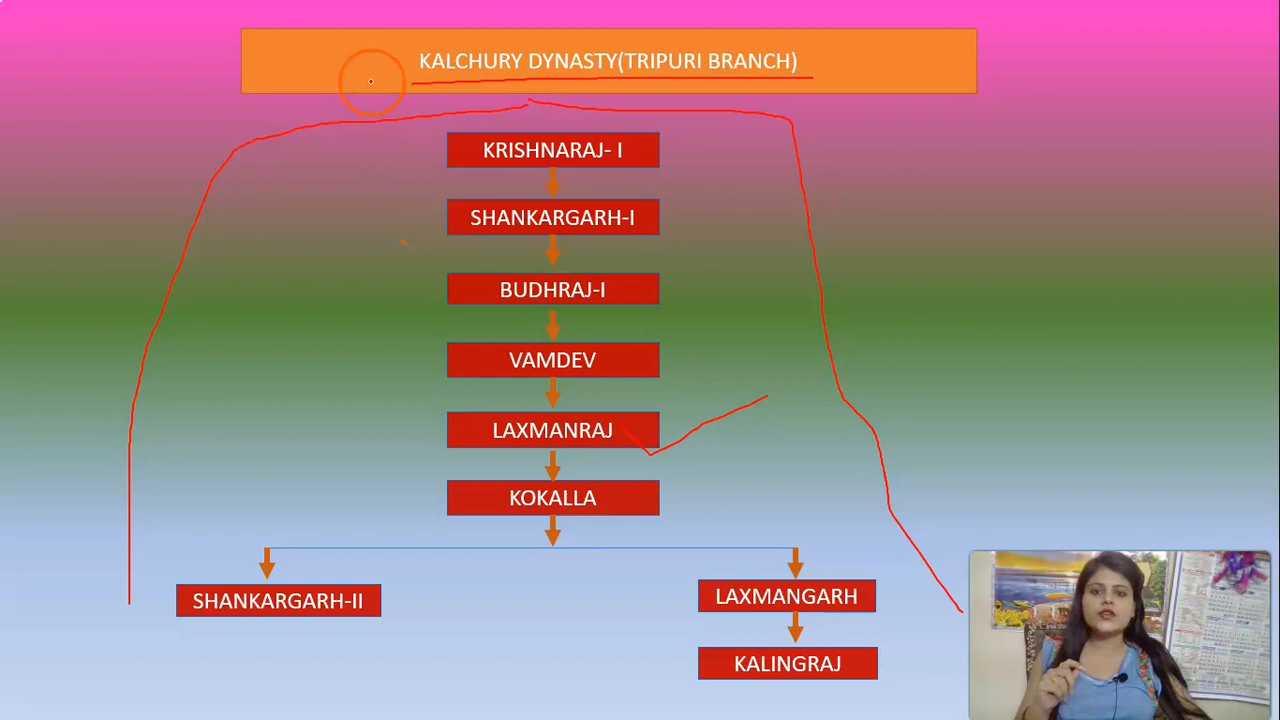 KALCHURY DYNASTY(TRIPURI BRANCH)
KRISHNARAJ- I
SHANKARGARH-I
BUDHRAJ-I
VAMDEV
LAXMANRAJ
KOKALLA
SHANKARGARH-II
LAXMANGARH
KALINGRAJ